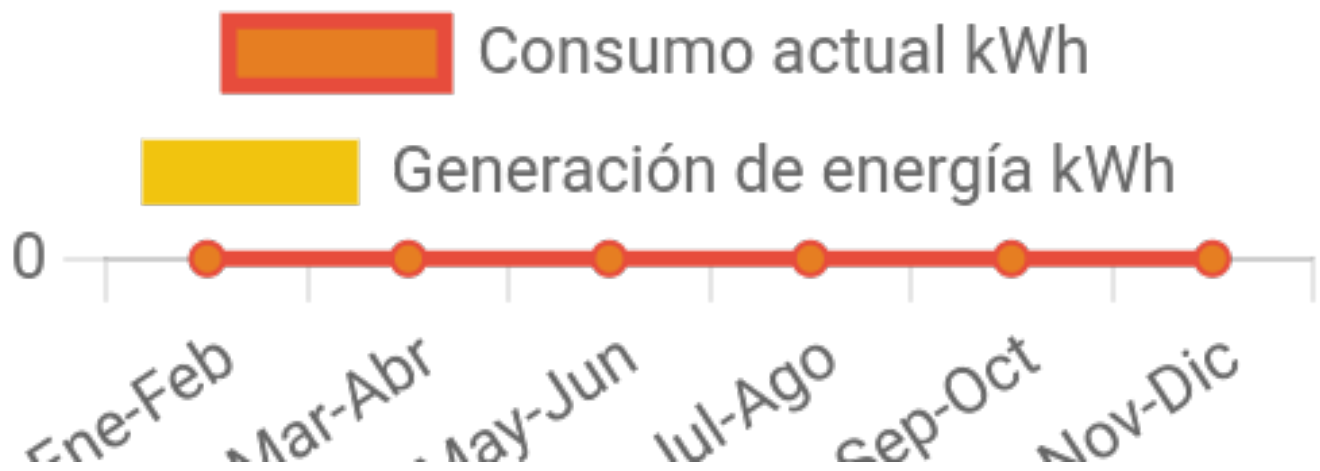 Consumo actual kWh
Generación de energía kWh
0
Ene-Feb
Mar-Abr
May-Jun
Jul-Ago
Sep-Oct
Nov-Dic